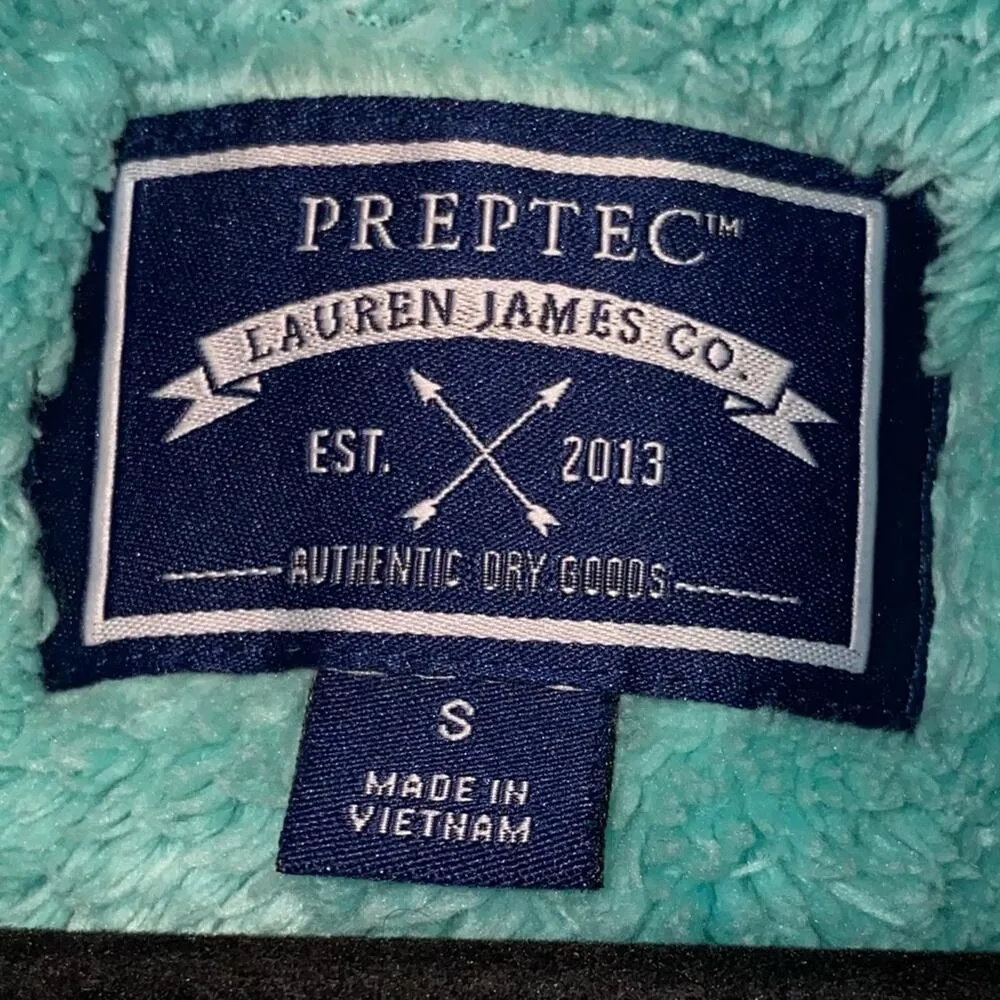 PREPTEC™
LAUREN JAMES CO.
EST. 2013
AUTHENTIC DRY GOODS
S
MADE IN
VIETNAM